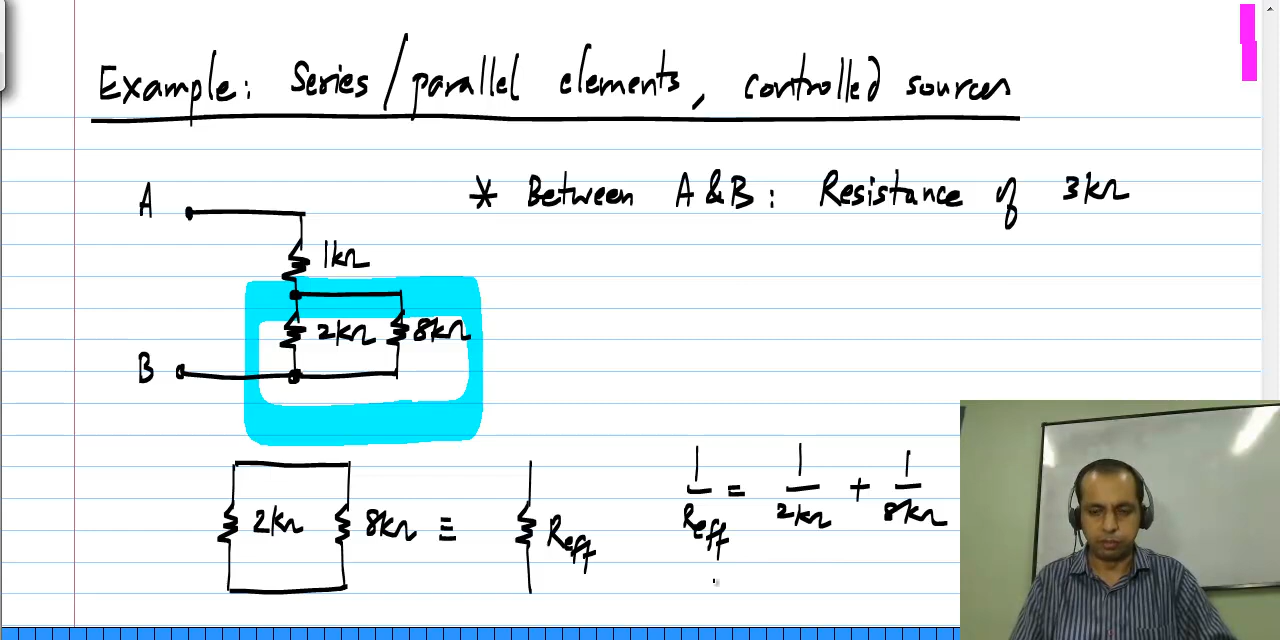 Example: Series/parallel elements, controlled sources
A
* Between A & B: Resistance of 3kΩ
1kΩ
2kΩ 8kΩ
B
2kΩ 8kΩ ≡ Reff
1/Reff = 1/2kΩ + 1/8kΩ